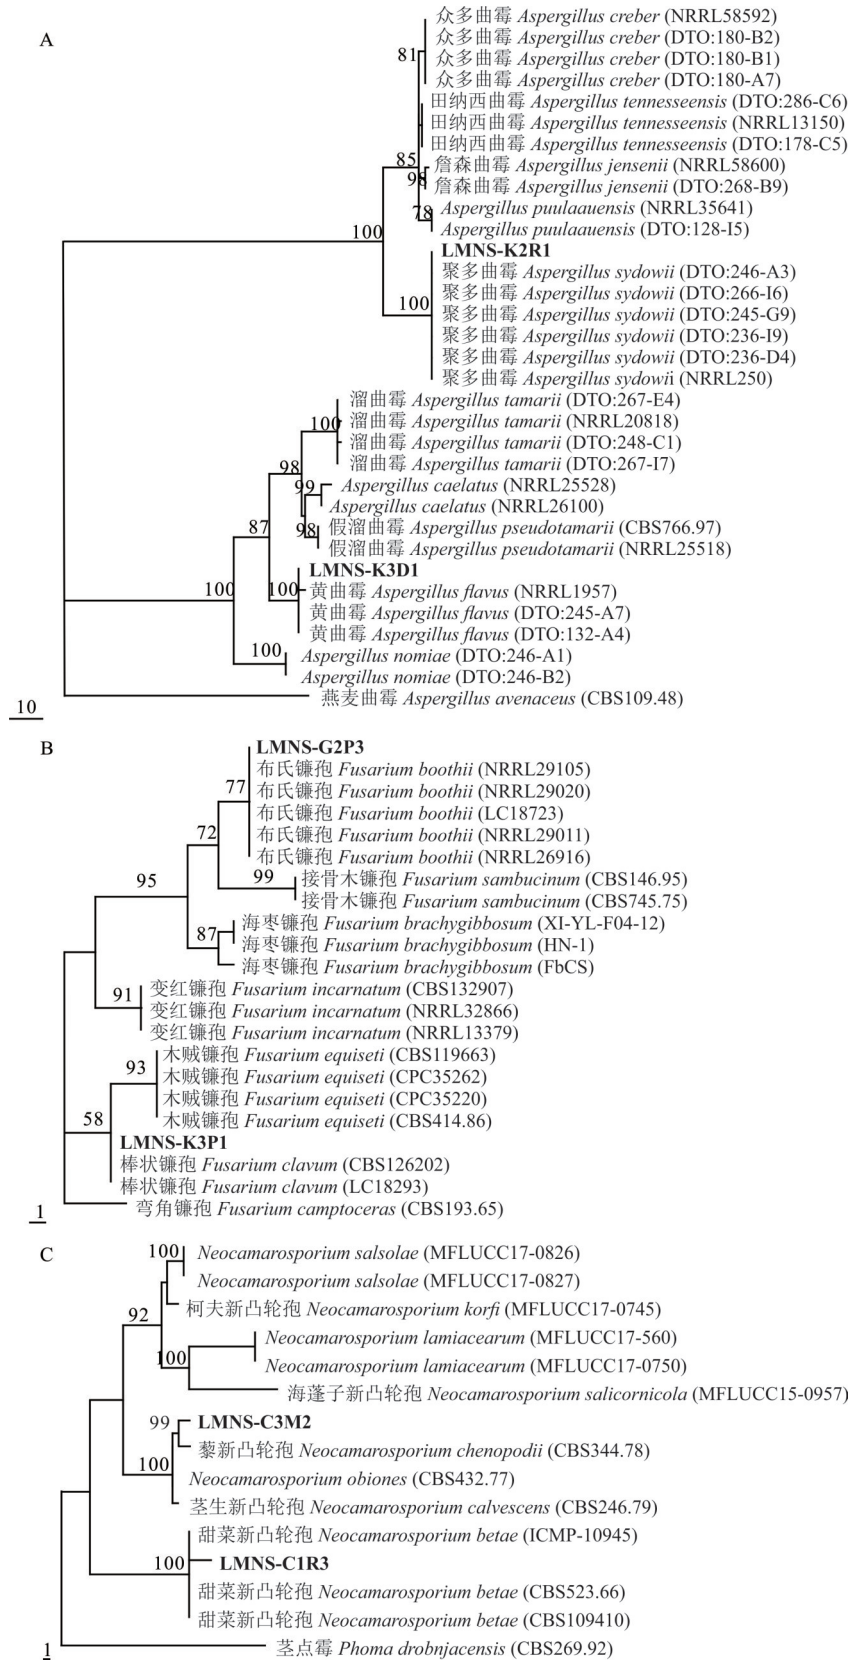 A
众多曲霉 Aspergillus creber (NRRL58592)
众多曲霉 Aspergillus creber (DTO:180-B2)
81
众多曲霉 Aspergillus creber (DTO:180-B1)
众多曲霉 Aspergillus creber (DTO:180-A7)
田纳西曲霉 Aspergillus tennesseensis (DTO:286-C6)
田纳西曲霉 Aspergillus tennesseensis (NRRL13150)
田纳西曲霉 Aspergillus tennesseensis (DTO:178-C5)
85
詹森曲霉 Aspergillus jensenii (NRRL58600)
98
詹森曲霉 Aspergillus jensenii (DTO:268-B9)
78
Aspergillus puulaauensis (NRRL35641)
Aspergillus puulaauensis (DTO:128-I5)
100
LMNS-K2R1
聚多曲霉 Aspergillus sydowii (DTO:246-A3)
聚多曲霉 Aspergillus sydowii (DTO:266-I6)
100
聚多曲霉 Aspergillus sydowii (DTO:245-G9)
聚多曲霉 Aspergillus sydowii (DTO:236-I9)
聚多曲霉 Aspergillus sydowii (DTO:236-D4)
聚多曲霉 Aspergillus sydowii (NRRL250)
溜曲霉 Aspergillus tamarii (DTO:267-E4)
100
溜曲霉 Aspergillus tamarii (NRRL20818)
溜曲霉 Aspergillus tamarii (DTO:248-C1)
溜曲霉 Aspergillus tamarii (DTO:267-I7)
98
99
Aspergillus caelatus (NRRL25528)
Aspergillus caelatus (NRRL26100)
87
98
假溜曲霉 Aspergillus pseudotamarii (CBS766.97)
假溜曲霉 Aspergillus pseudotamarii (NRRL25518)
LMNS-K3D1
100
100
黄曲霉 Aspergillus flavus (NRRL1957)
黄曲霉 Aspergillus flavus (DTO:245-A7)
黄曲霉 Aspergillus flavus (DTO:132-A4)
100
Aspergillus nomiae (DTO:246-A1)
Aspergillus nomiae (DTO:246-B2)
燕麦曲霉 Aspergillus avenaceus (CBS109.48)
10
B
LMNS-G2P3
布氏镰孢 Fusarium boothii (NRRL29105)
77
布氏镰孢 Fusarium boothii (NRRL29020)
布氏镰孢 Fusarium boothii (LC18723)
72
布氏镰孢 Fusarium boothii (NRRL29011)
布氏镰孢 Fusarium boothii (NRRL26916)
95
99
接骨木镰孢 Fusarium sambucinum (CBS146.95)
接骨木镰孢 Fusarium sambucinum (CBS745.75)
海枣镰孢 Fusarium brachygibbosum (XI-YL-F04-12)
87
海枣镰孢 Fusarium brachygibbosum (HN-1)
海枣镰孢 Fusarium brachygibbosum (FbCS)
91
变红镰孢 Fusarium incarnatum (CBS132907)
变红镰孢 Fusarium incarnatum (NRRL32866)
变红镰孢 Fusarium incarnatum (NRRL13379)
木贼镰孢 Fusarium equiseti (CBS119663)
93
木贼镰孢 Fusarium equiseti (CPC35262)
木贼镰孢 Fusarium equiseti (CPC35220)
58
木贼镰孢 Fusarium equiseti (CBS414.86)
LMNS-K3P1
棒状镰孢 Fusarium clavum (CBS126202)
棒状镰孢 Fusarium clavum (LC18293)
弯角镰孢 Fusarium camptoceras (CBS193.65)
1
C
100
Neocamarosporium salsolae (MFLUCC17-0826)
Neocamarosporium salsolae (MFLUCC17-0827)
92
柯夫新凸轮孢 Neocamarosporium korfi (MFLUCC17-0745)
Neocamarosporium lamiacearum (MFLUCC17-560)
100
Neocamarosporium lamiacearum (MFLUCC17-0750)
海蓬子新凸轮孢 Neocamarosporium salicornicola (MFLUCC15-0957)
99
LMNS-C3M2
藜新凸轮孢 Neocamarosporium chenopodii (CBS344.78)
100
Neocamarosporium obiones (CBS432.77)
茎生新凸轮孢 Neocamarosporium calvescens (CBS246.79)
甜菜新凸轮孢 Neocamarosporium betae (ICMP-10945)
100
LMNS-C1R3
甜菜新凸轮孢 Neocamarosporium betae (CBS523.66)
甜菜新凸轮孢 Neocamarosporium betae (CBS109410)
茎点霉 Phoma drobnjacensis (CBS269.92)
1